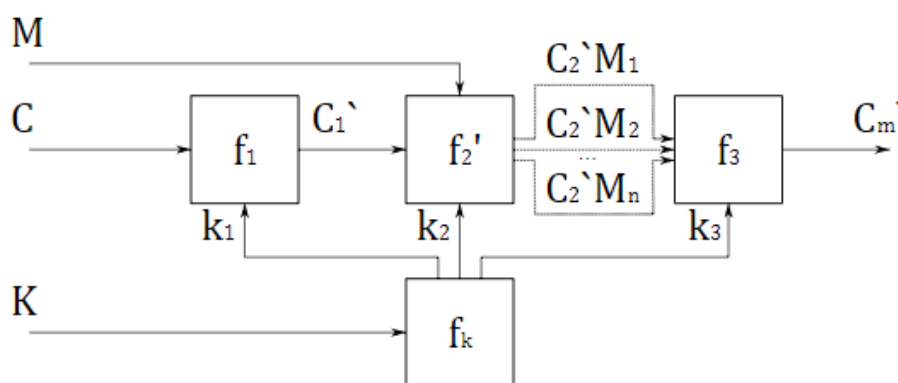 M
C₂`M₁
C
f₁
C₁`
f₂'
C₂`M₂
...
C₂`Mₙ
f₃
Cₘ`
k₁
k₂
k₃
K
fₖ